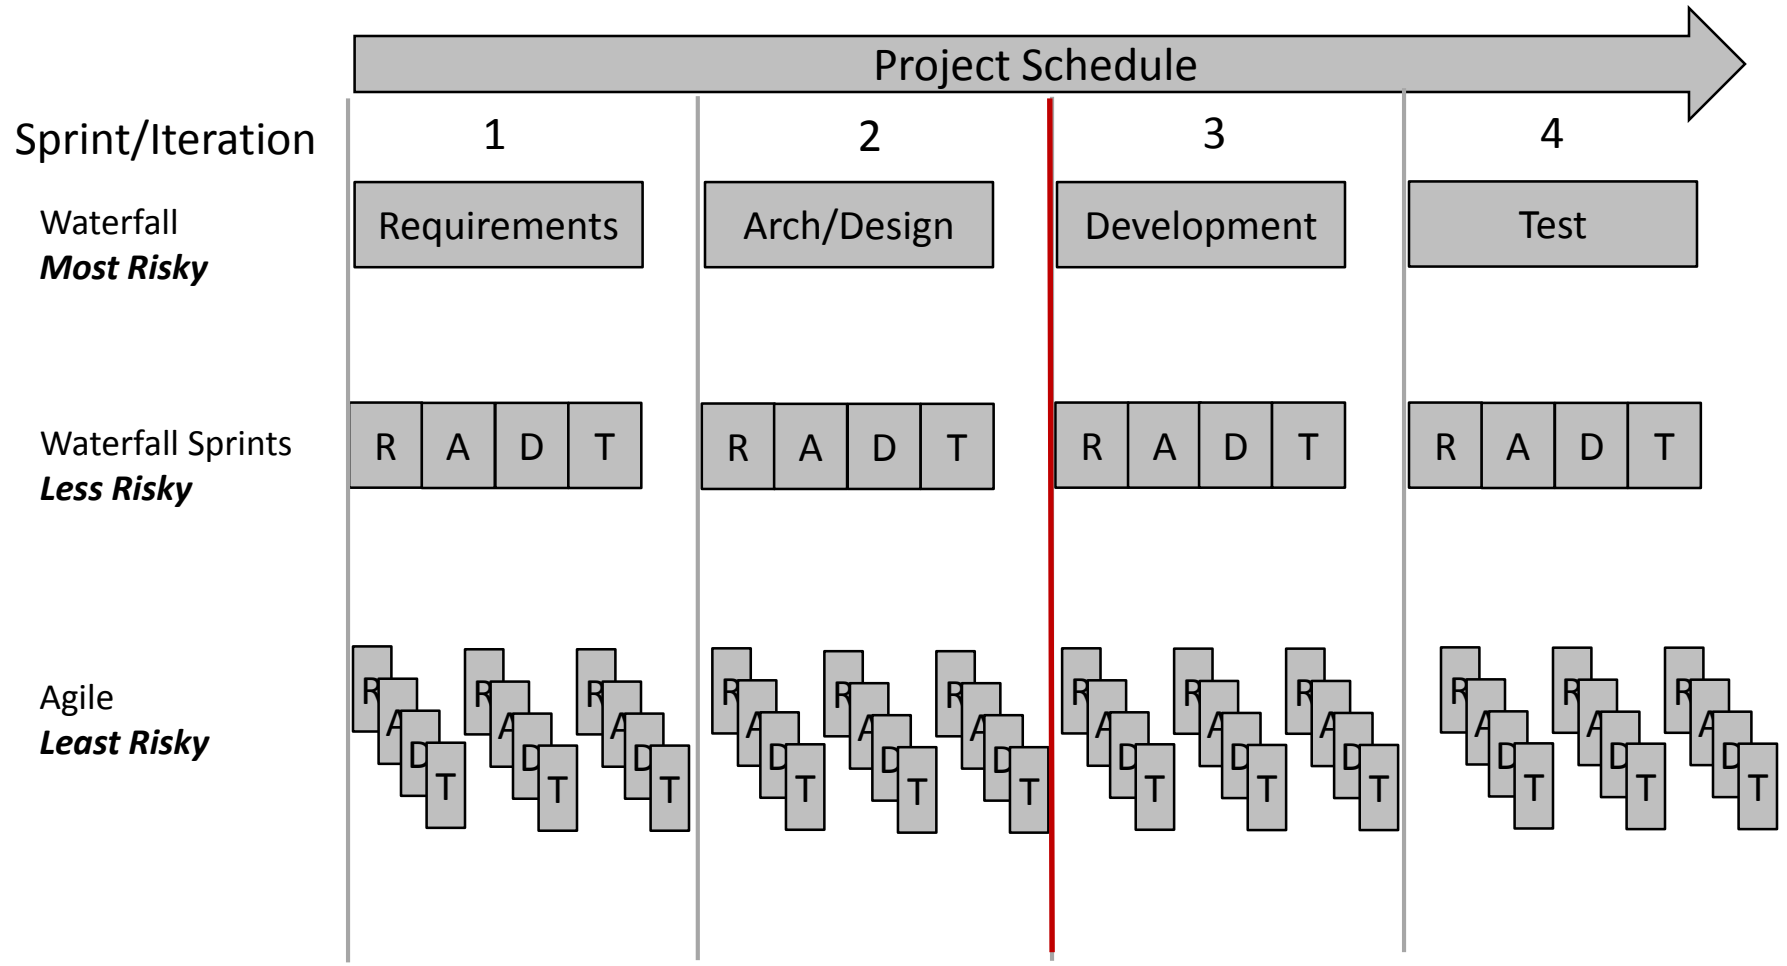 Project Schedule
Sprint/Iteration 1 2 3 4
Waterfall
Most Risky
Requirements Arch/Design Development Test
Waterfall Sprints
Less Risky
R A D T R A D T R A D T R A D T
Agile
Least Risky
R A D T R A D T R A D T R A D T R A D T R A D T R A D T R A D T R A D T R A D T R A D T R A D T